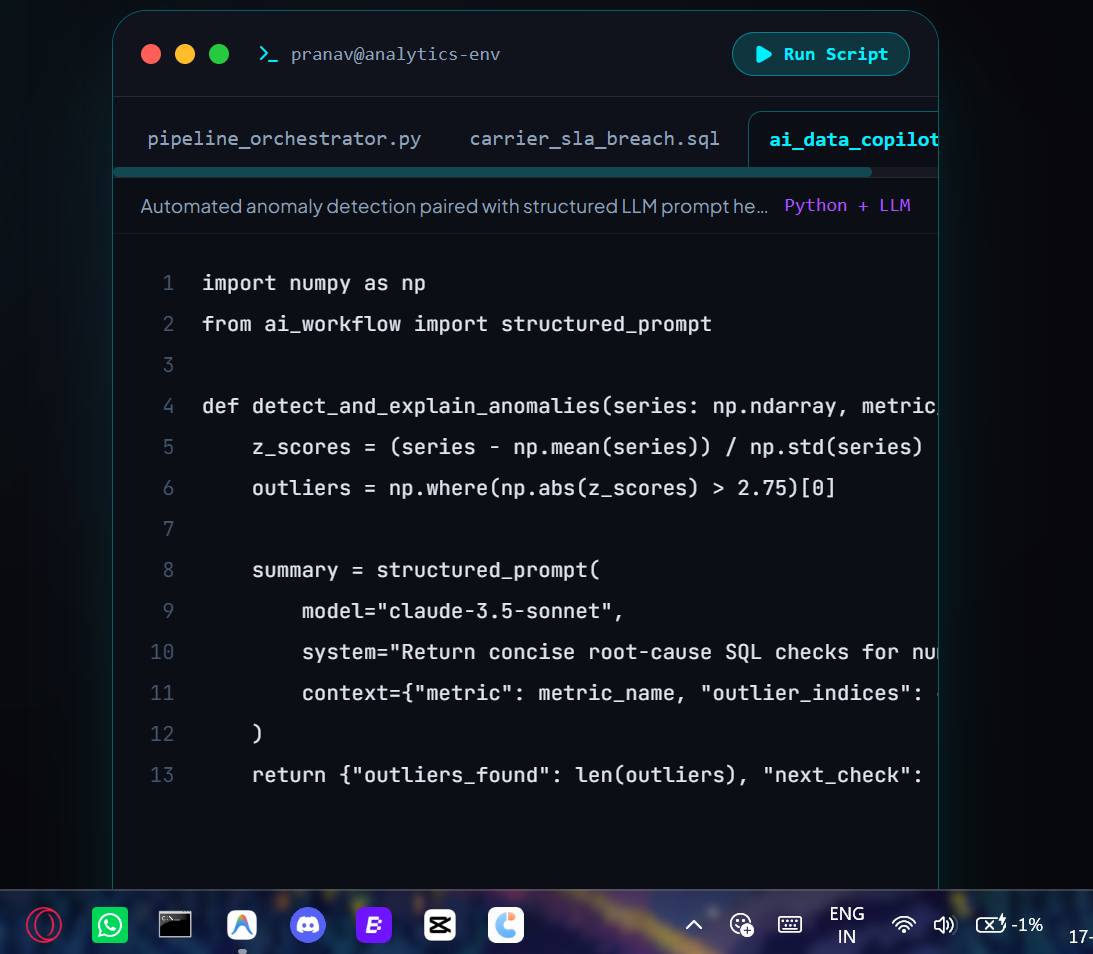 pranav@analytics-env
Run Script
pipeline_orchestrator.py
carrier_sla_breach.sql
ai_data_copilot
Automated anomaly detection paired with structured LLM prompt he...
Python + LLM
1 import numpy as np
2 from ai_workflow import structured_prompt
3
4 def detect_and_explain_anomalies(series: np.ndarray, metric_
5     z_scores = (series - np.mean(series)) / np.std(series)
6     outliers = np.where(np.abs(z_scores) > 2.75)[0]
7
8     summary = structured_prompt(
9         model="claude-3.5-sonnet",
10         system="Return concise root-cause SQL checks for
11         context={"metric": metric_name, "outlier_indices":
12     )
13     return {"outliers_found": len(outliers), "next_check":
C:\_
ENG
IN
-1%
17-